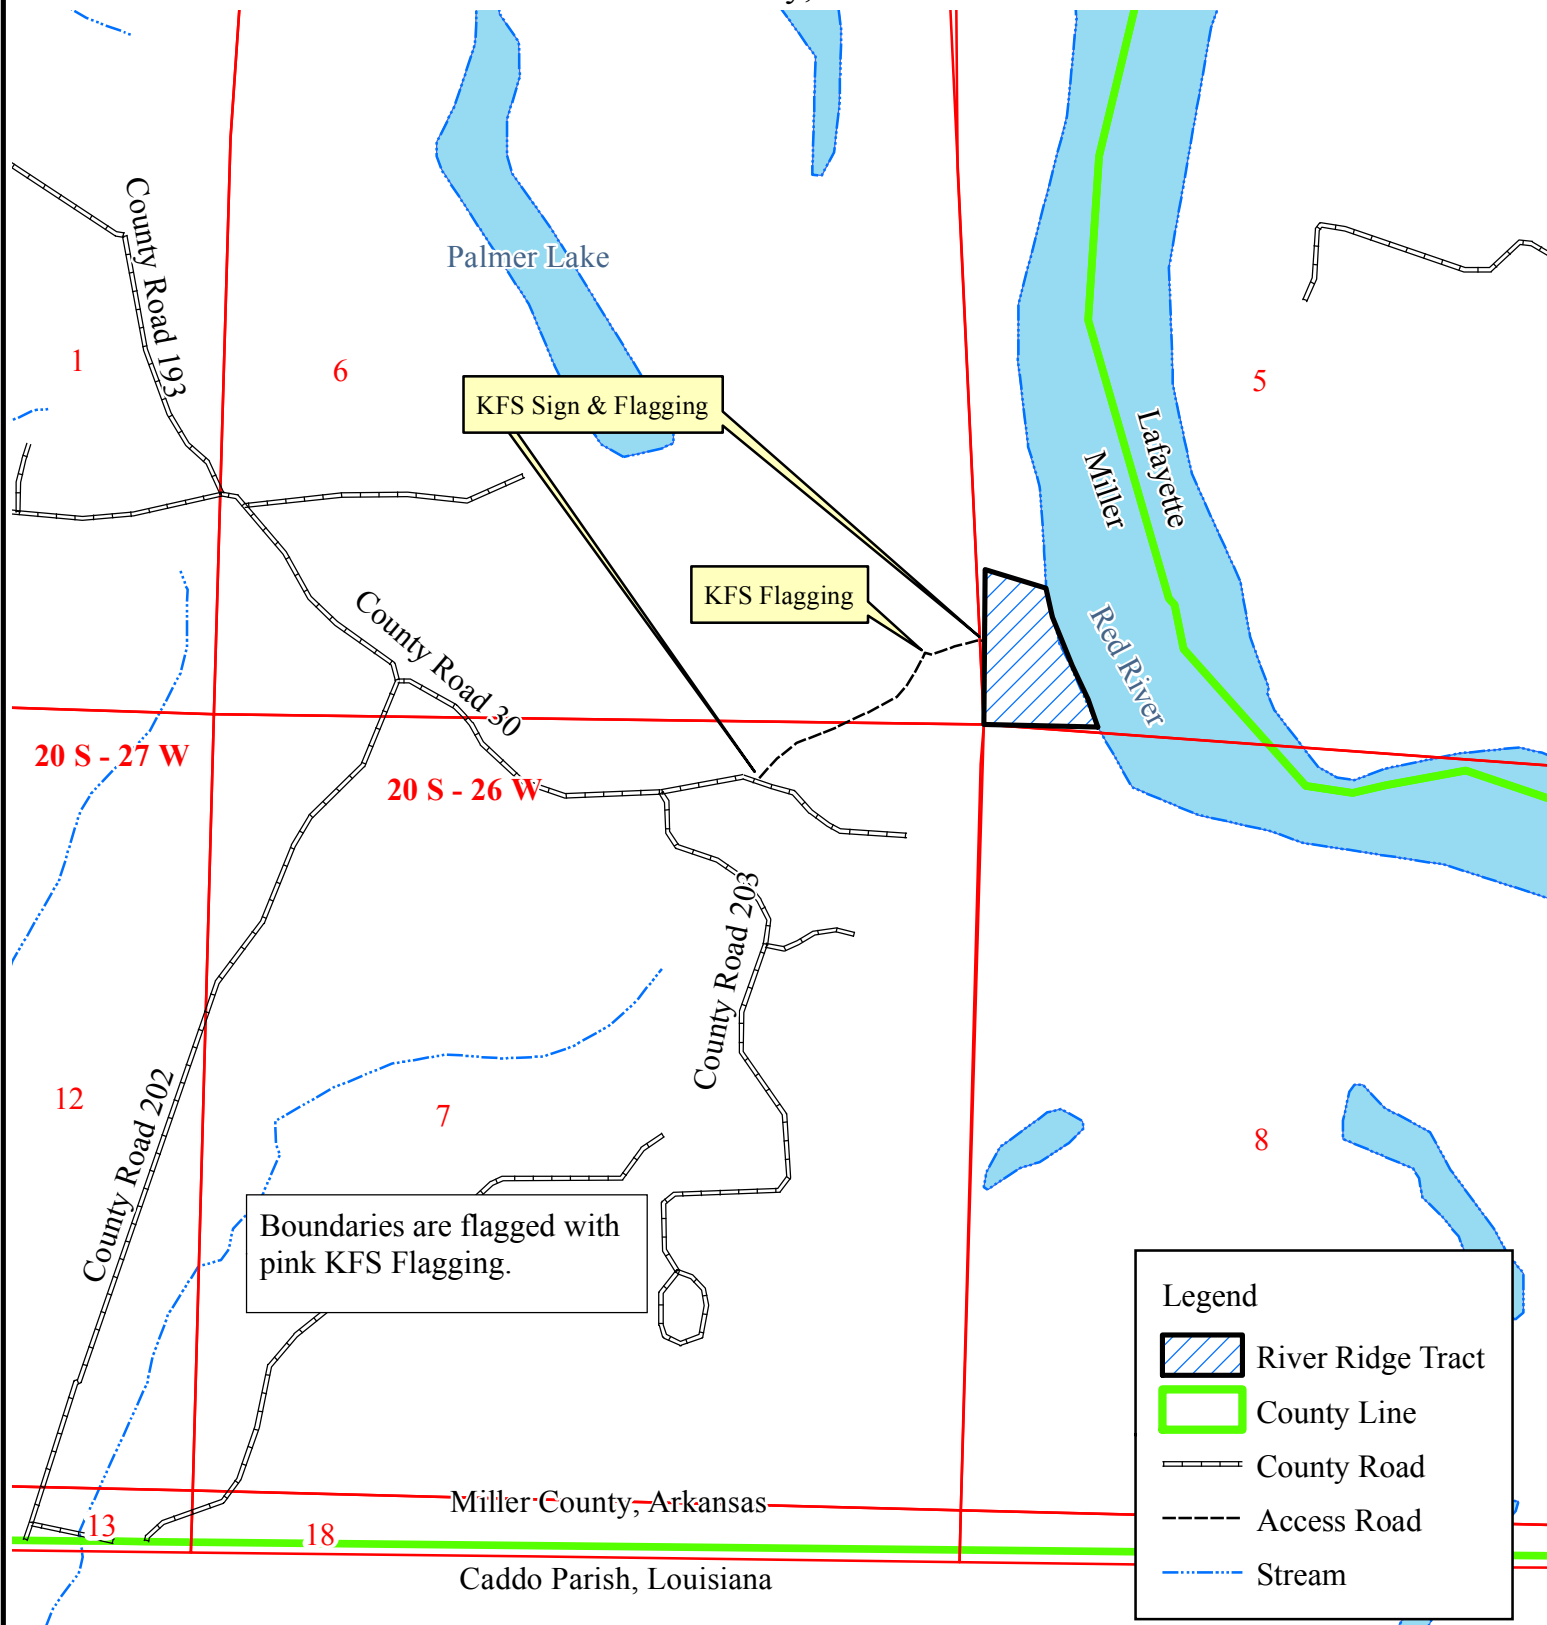 County Road 193
Palmer Lake
1
6
5
KFS Sign & Flagging
Lafayette
Miller
KFS Flagging
County Road 30
Red River
20 S - 27 W
20 S - 26 W
County Road 203
County Road 202
12
7
8
Boundaries are flagged with
pink KFS Flagging.
Legend
River Ridge Tract
County Line
County Road
Access Road
Stream
Miller County, Arkansas
13
18
Caddo Parish, Louisiana